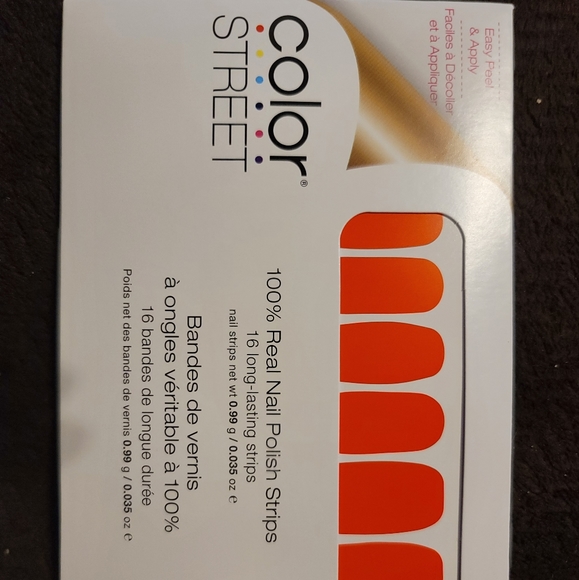 Easy Peel
& Apply
Faciles à Décoller
et à Appliquer
color®
STREET
100% Real Nail Polish Strips
16 long-lasting strips
nail strips net wt 0.99 g / 0.035 oz e
Bandes de vernis
à ongles véritable à 100%
16 bandes de longue durée
Poids net des bandes de vernis 0.99 g / 0.035 oz e